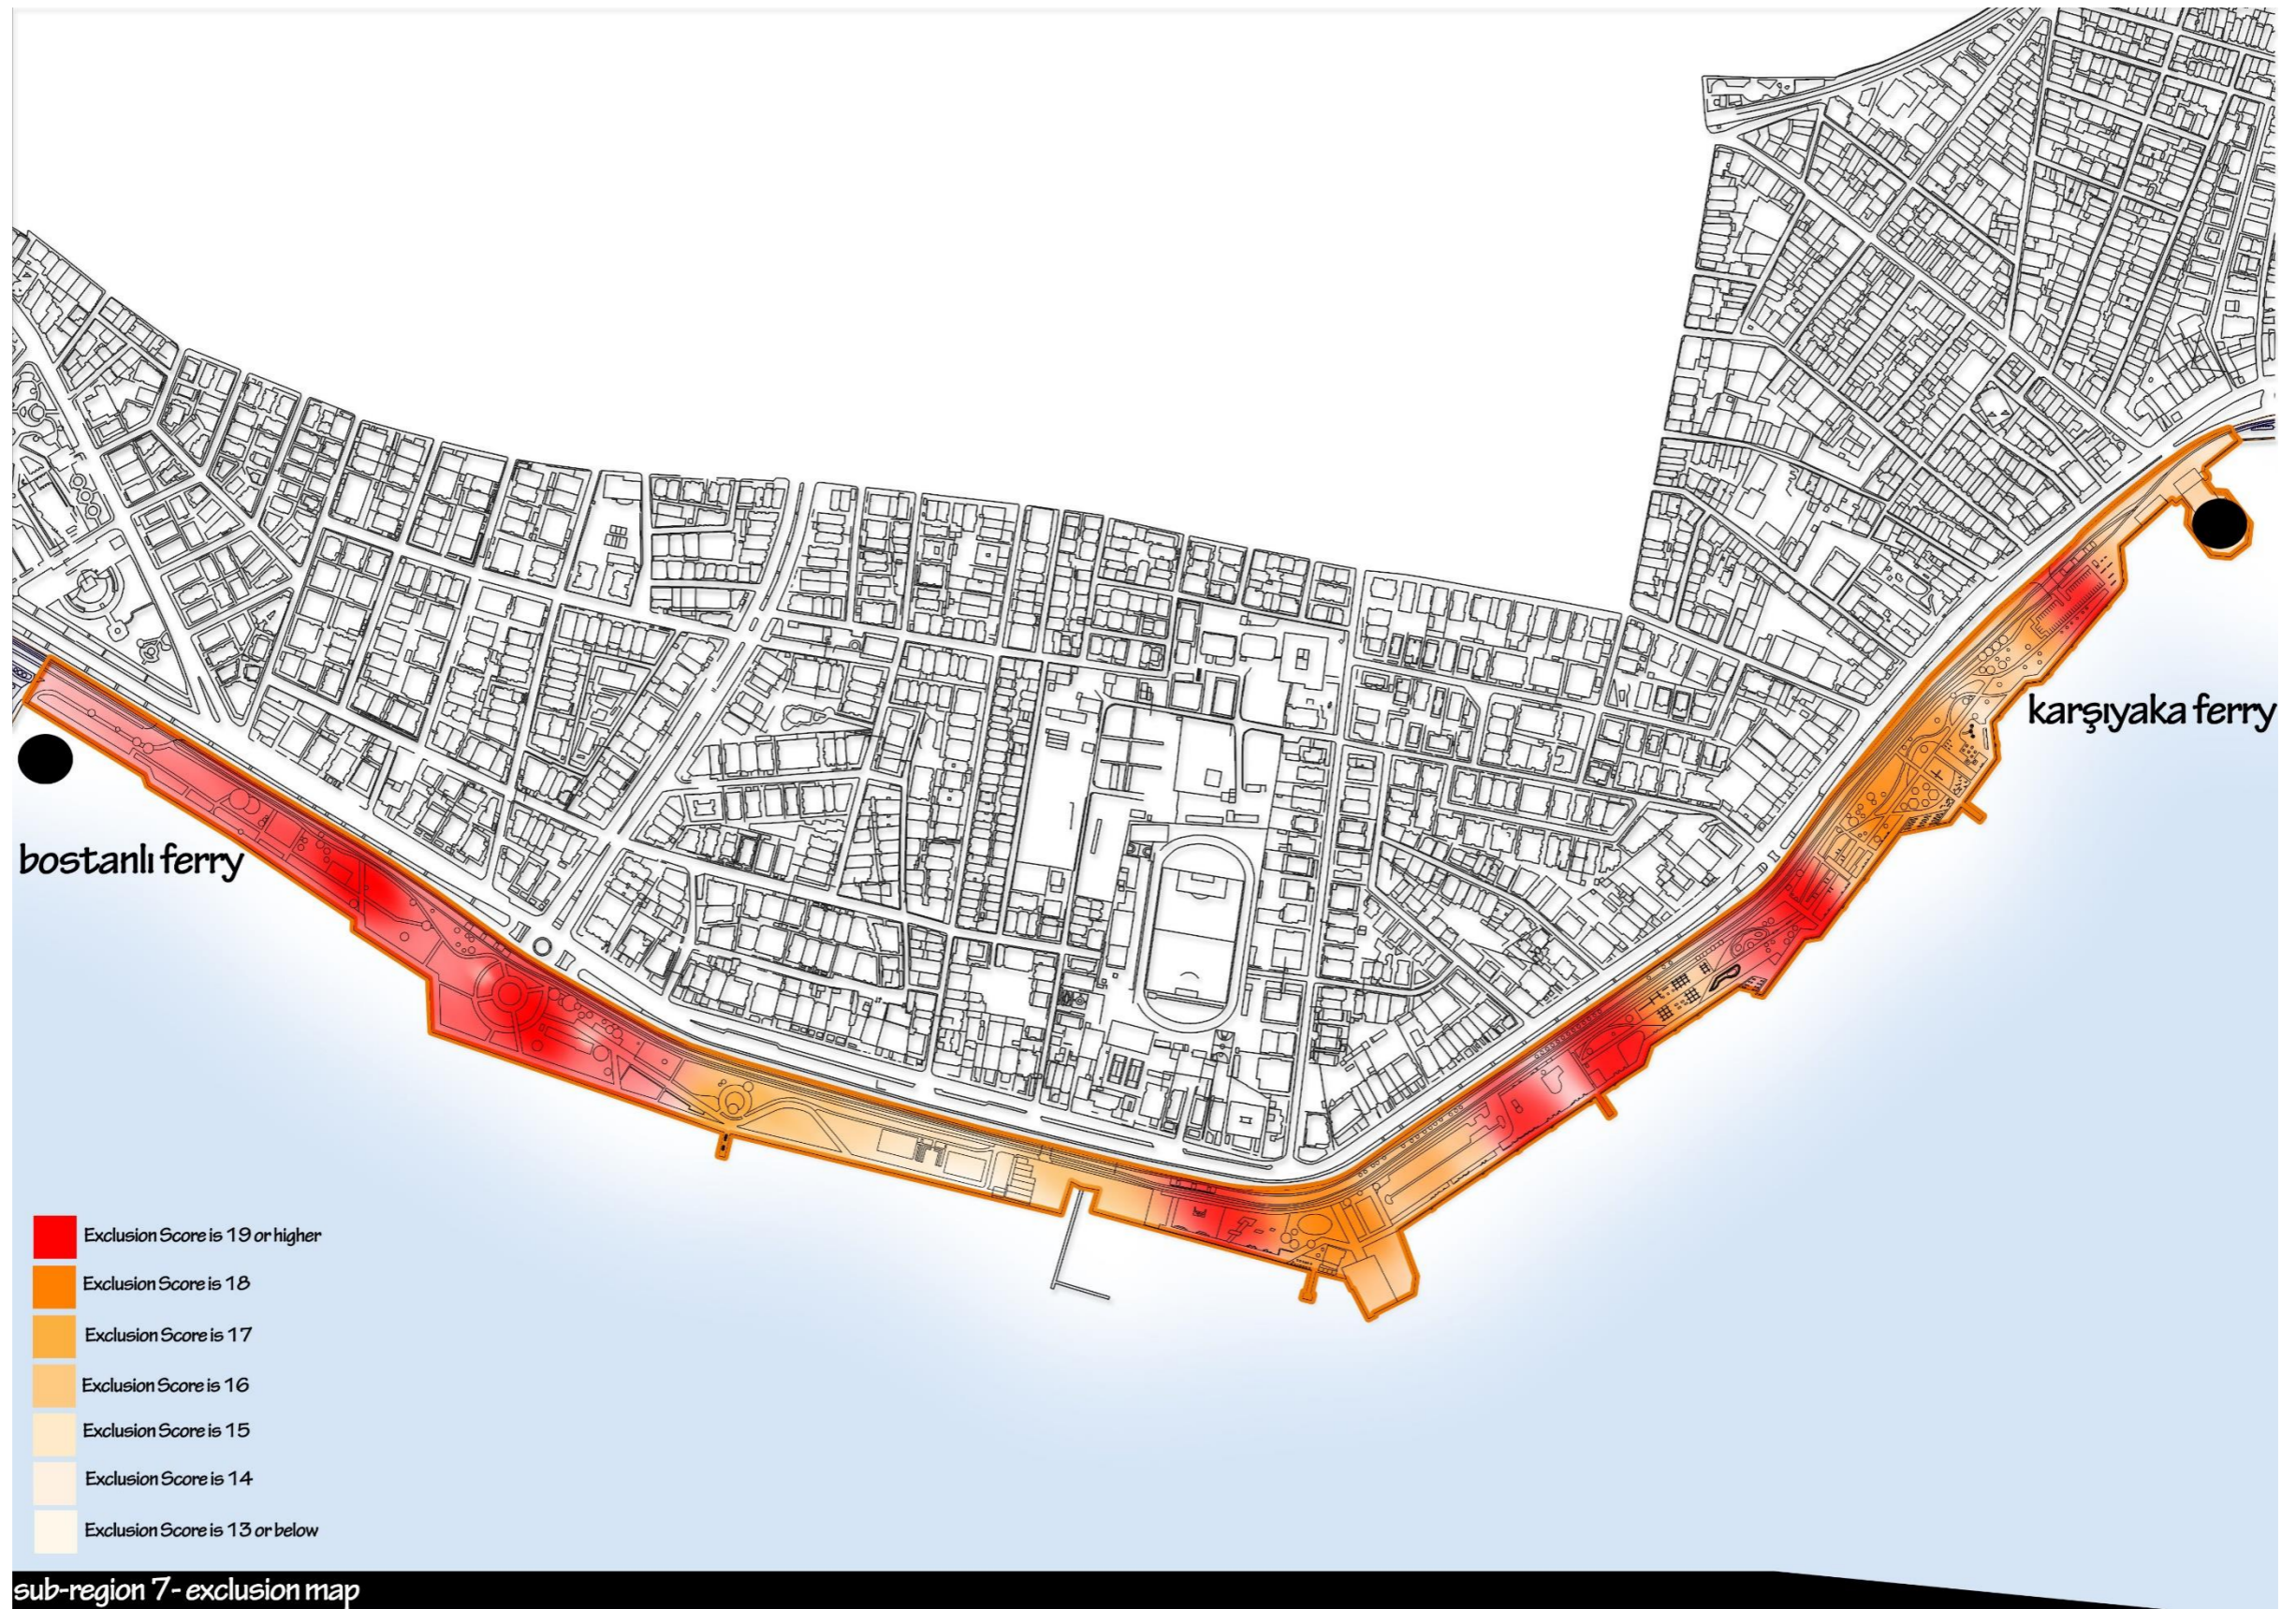 karşıyaka ferry
bostanlı ferry
Exclusion Score is 19 or higher
Exclusion Score is 18
Exclusion Score is 17
Exclusion Score is 16
Exclusion Score is 15
Exclusion Score is 14
Exclusion Score is 13 or below
sub-region 7- exclusion map